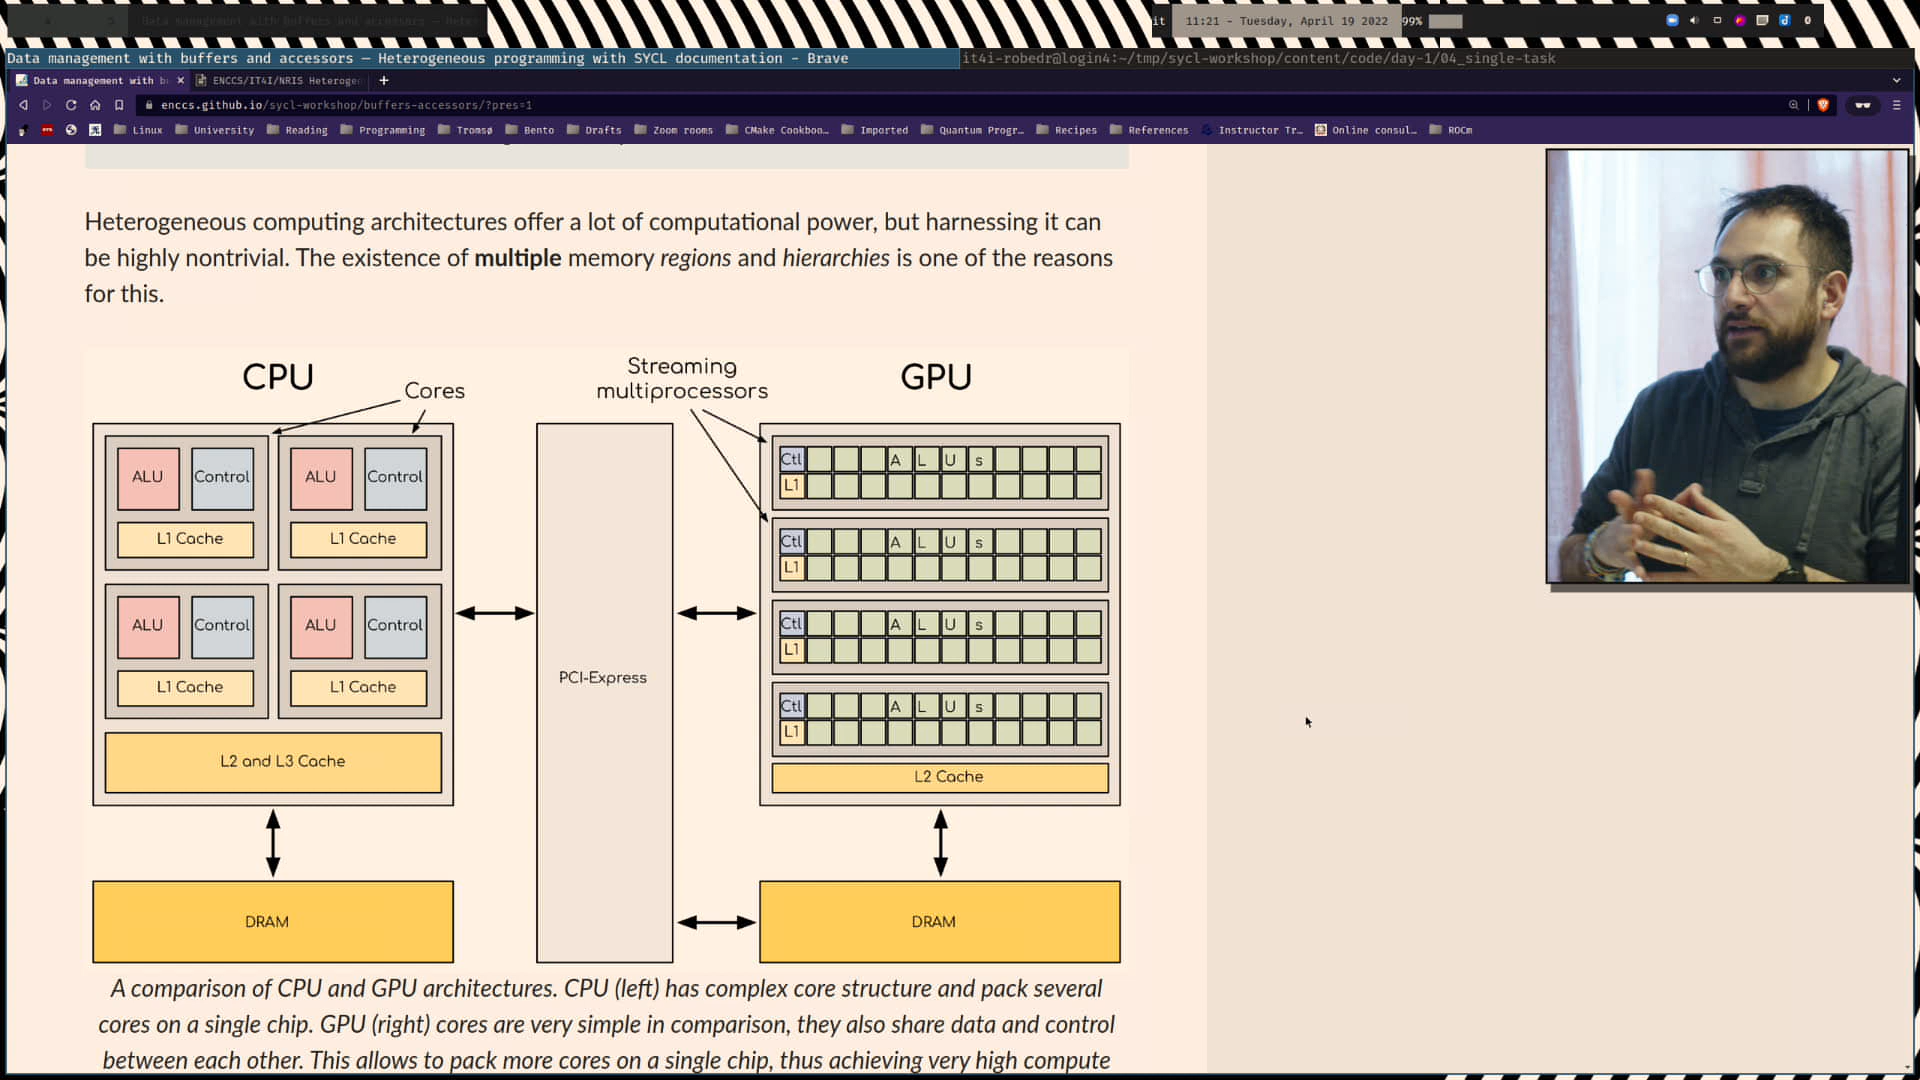 Data management with Buffers and accessors — Heter
it 11:21 - Tuesday, April 19 2022 99%
Data management with buffers and accessors — Heterogeneous programming with SYCL documentation - Brave
it4i-robedr@login4:~/tmp/sycl-workshop/content/code/day-1/04_single-task
Data management with b
ENCCS/IT4I/NRIS Heteroge
enccs.github.io/sycl-workshop/buffers-accessors/?pres=1
Linux University Reading Programming Tromsø Bento Drafts Zoom rooms CMake Cookboo… Imported Quantum Progr… Recipes References Instructor Tr… Online consul… ROCm
Heterogeneous computing architectures offer a lot of computational power, but harnessing it can
be highly nontrivial. The existence of multiple memory regions and hierarchies is one of the reasons
for this.
CPU
Cores
Streaming
multiprocessors
GPU
ALU Control ALU Control
L1 Cache L1 Cache
ALU Control ALU Control
L1 Cache L1 Cache
L2 and L3 Cache
DRAM
PCI-Express
Ctl A L U s
L1
Ctl A L U s
L1
Ctl A L U s
L1
Ctl A L U s
L1
L2 Cache
DRAM
A comparison of CPU and GPU architectures. CPU (left) has complex core structure and pack several
cores on a single chip. GPU (right) cores are very simple in comparison, they also share data and control
between each other. This allows to pack more cores on a single chip, thus achieving very high compute